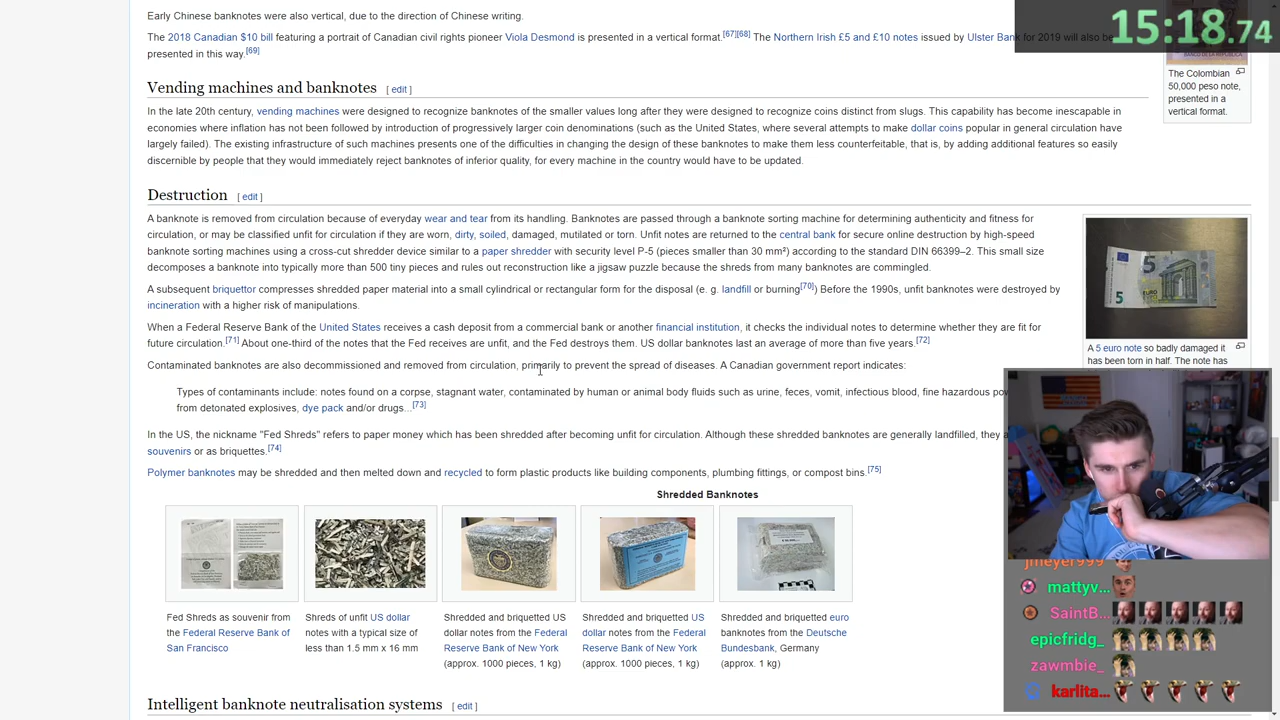 Early Chinese banknotes were also vertical, due to the direction of Chinese writing.
15:18.74
The 2018 Canadian $10 bill featuring a portrait of Canadian civil rights pioneer Viola Desmond is presented in a vertical format.[67][68] The Northern Irish £5 and £10 notes issued by Ulster Bank for 2019 will also be
presented in this way.[69]
The Colombian
50,000 peso note,
presented in a
vertical format.
Vending machines and banknotes [ edit ]
In the late 20th century, vending machines were designed to recognize banknotes of the smaller values long after they were designed to recognize coins distinct from slugs. This capability has become inescapable in
economies where inflation has not been followed by introduction of progressively larger coin denominations (such as the United States, where several attempts to make dollar coins popular in general circulation have
largely failed). The existing infrastructure of such machines presents one of the difficulties in changing the design of these banknotes to make them less counterfeitable, that is, by adding additional features so easily
discernible by people that they would immediately reject banknotes of inferior quality, for every machine in the country would have to be updated.
Destruction [ edit ]
A banknote is removed from circulation because of everyday wear and tear from its handling. Banknotes are passed through a banknote sorting machine for determining authenticity and fitness for
circulation, or may be classified unfit for circulation if they are worn, dirty, soiled, damaged, mutilated or torn. Unfit notes are returned to the central bank for secure online destruction by high-speed
banknote sorting machines using a cross-cut shredder device similar to a paper shredder with security level P-5 (pieces smaller than 30 mm²) according to the standard DIN 66399–2. This small size
decomposes a banknote into typically more than 500 tiny pieces and rules out reconstruction like a jigsaw puzzle because the shreds from many banknotes are commingled.
A subsequent briquettor compresses shredded paper material into a small cylindrical or rectangular form for the disposal (e. g. landfill or burning[70]) Before the 1990s, unfit banknotes were destroyed by
incineration with a higher risk of manipulations.
When a Federal Reserve Bank of the United States receives a cash deposit from a commercial bank or another financial institution, it checks the individual notes to determine whether they are fit for
future circulation.[71] About one-third of the notes that the Fed receives are unfit, and the Fed destroys them. US dollar banknotes last an average of more than five years.[72]
A 5 euro note so badly damaged it
has been torn in half. The note has
Contaminated banknotes are also decommissioned and removed from circulation, primarily to prevent the spread of diseases. A Canadian government report indicates:
Types of contaminants include: notes found on a corpse, stagnant water, contaminated by human or animal body fluids such as urine, feces, vomit, infectious blood, fine hazardous
from detonated explosives, dye pack and/or drugs...[73]
In the US, the nickname "Fed Shreds" refers to paper money which has been shredded after becoming unfit for circulation. Although these shredded banknotes are generally landfilled, they
souvenirs or as briquettes.[74]
Polymer banknotes may be shredded and then melted down and recycled to form plastic products like building components, plumbing fittings, or compost bins.[75]
Shredded Banknotes
Fed Shreds as souvenir from
the Federal Reserve Bank of
San Francisco
Shreds of unfit US dollar
notes with a typical size of
less than 1.5 mm x 16 mm
Shredded and briquetted US
dollar notes from the Federal
Reserve Bank of New York
(approx. 1000 pieces, 1 kg)
Shredded and briquetted US
dollar notes from the Federal
Reserve Bank of New York
(approx. 1000 pieces, 1 kg)
Shredded and briquetted euro
banknotes from the Deutsche
Bundesbank, Germany
(approx. 1 kg)
Intelligent banknote neutralisation systems [ edit ]
jmeyer999
mattyv...
SaintB...
epicfridg_
zawmbie_
karlita...